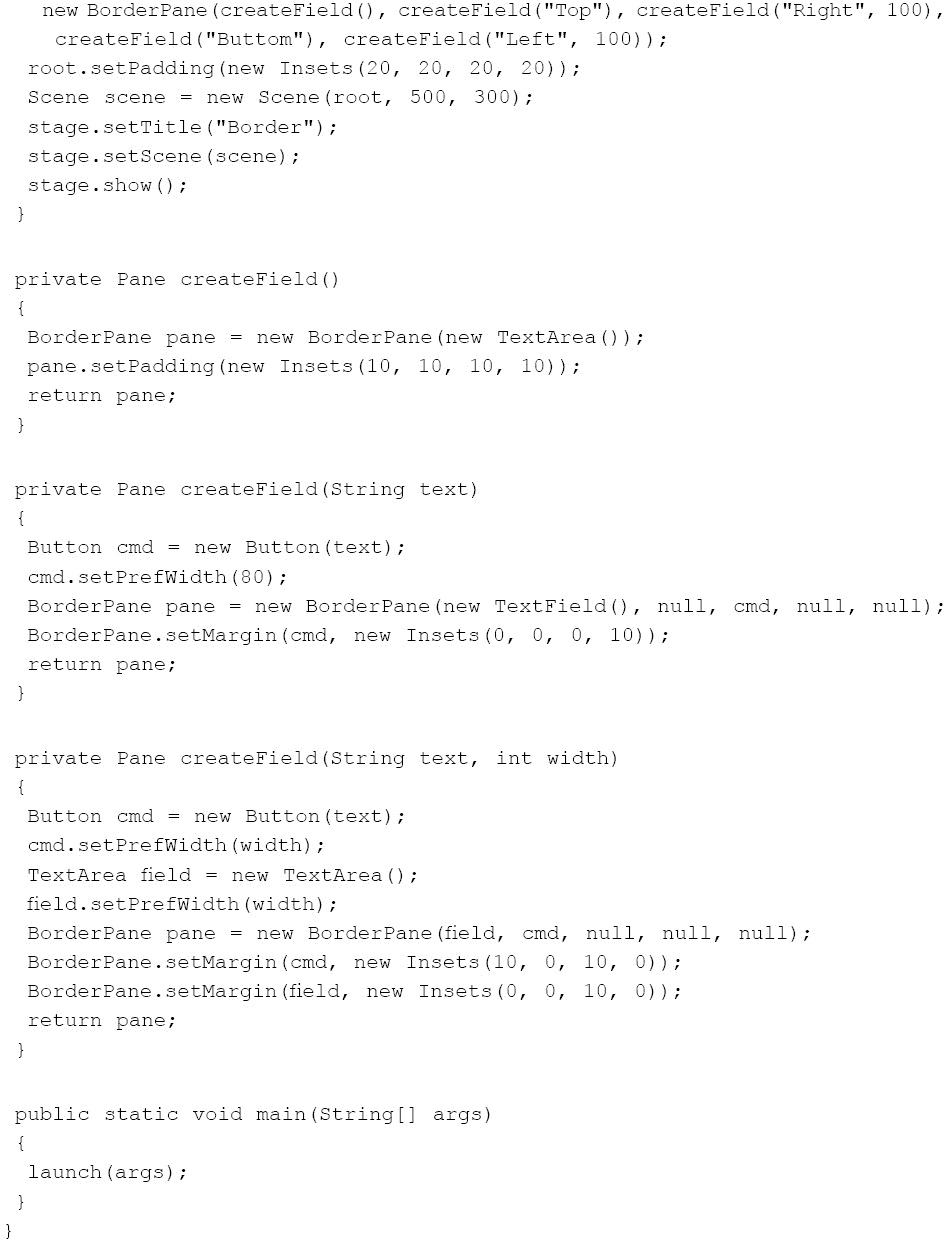 new BorderPane(createField(), createField("Top"), createField("Right", 100),
createField("Buttom"), createField("Left", 100));
root.setPadding(new Insets(20, 20, 20, 20));
Scene scene = new Scene(root, 500, 300);
stage.setTitle("Border");
stage.setScene(scene);
stage.show();
}
private Pane createField()
{
BorderPane pane = new BorderPane(new TextArea());
pane.setPadding(new Insets(10, 10, 10, 10));
return pane;
}
private Pane createField(String text)
{
Button cmd = new Button(text);
cmd.setPrefWidth(80);
BorderPane pane = new BorderPane(new TextField(), null, cmd, null, null);
BorderPane.setMargin(cmd, new Insets(0, 0, 0, 10));
return pane;
}
private Pane createField(String text, int width)
{
Button cmd = new Button(text);
cmd.setPrefWidth(width);
TextArea field = new TextArea();
field.setPrefWidth(width);
BorderPane pane = new BorderPane(field, cmd, null, null, null);
BorderPane.setMargin(cmd, new Insets(10, 0, 10, 0));
BorderPane.setMargin(field, new Insets(0, 0, 10, 0));
return pane;
}
public static void main(String[] args)
{
launch(args);
}
}